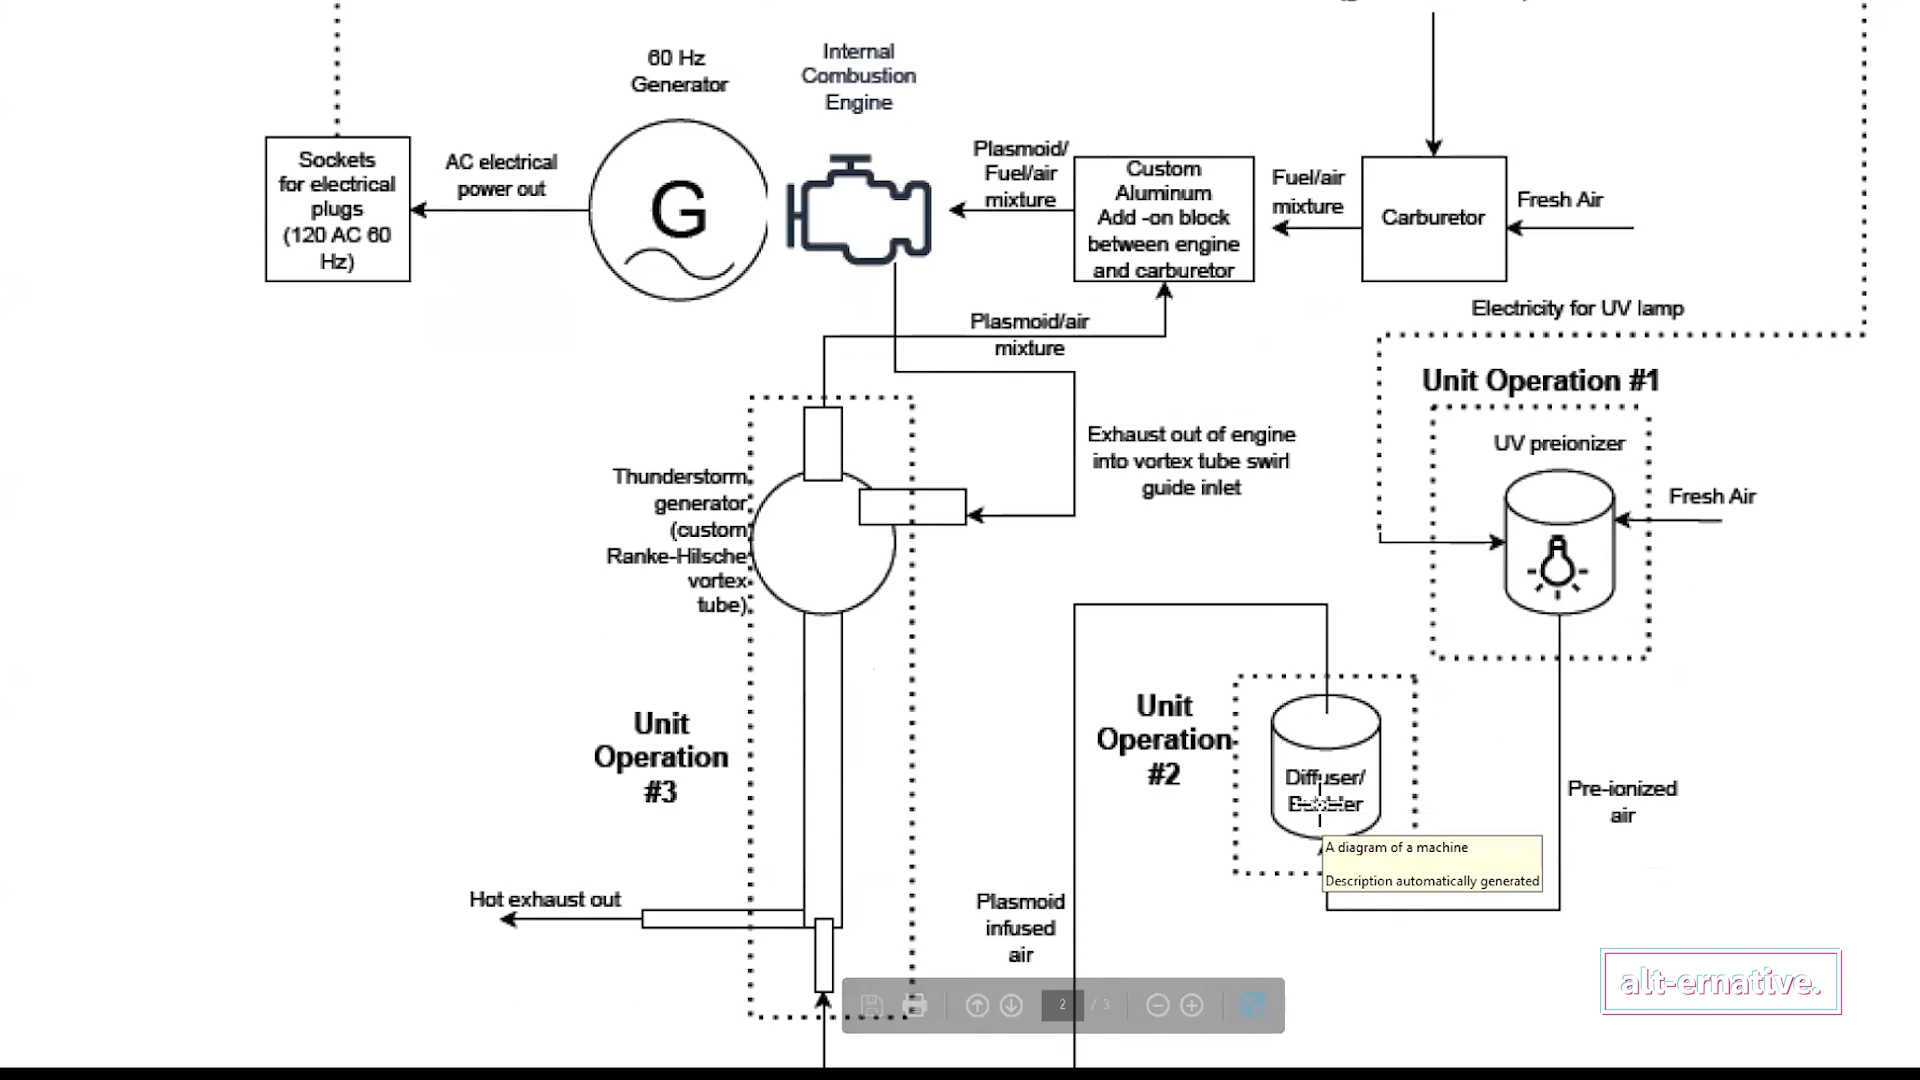 60 Hz
Generator
Internal
Combustion
Engine
Sockets
for electrical
plugs
(120 AC 60
Hz)
AC electrical
power out
G
Plasmoid/
Fuel/air
mixture
Custom
Aluminum
Add -on block
between engine
and carburetor
Fuel/air
mixture
Carburetor
Fresh Air
Electricity for UV lamp
Plasmoid/air
mixture
Unit Operation #1
UV preionizer
Fresh Air
Exhaust out of engine
into vortex tube swirl
guide inlet
Thunderstorm
generator
(custom
Ranke-Hilsche
vortex
tube)
Unit
Operation
#3
Unit
Operation
#2
Diffuser/
Bubbler
Pre-ionized
air
A diagram of a machine
Description automatically generated
Hot exhaust out
Plasmoid
infused
air
2 / 3
alt-ernative.